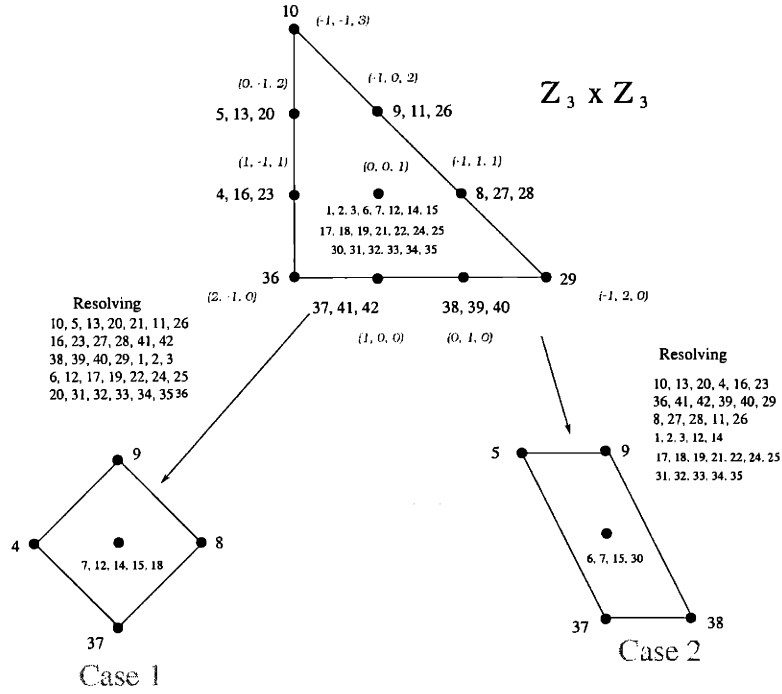 10
(-1, -1, 3)
(0, -1, 2)
(-1, 0, 2)
Z3 x Z3
5, 13, 20
9, 11, 26
(1, -1, 1)
(0, 0, 1)
(-1, 1, 1)
4, 16, 23
8, 27, 28
1, 2, 3, 6, 7, 12, 14, 15
17, 18, 19, 21, 22, 24, 25
30, 31, 32, 33, 34, 35
36
29
(2, -1, 0)
(-1, 2, 0)
37, 41, 42
38, 39, 40
(1, 0, 0)
(0, 1, 0)
Resolving
10, 5, 13, 20, 21, 11, 26
16, 23, 27, 28, 41, 42
38, 39, 40, 29, 1, 2, 3
6, 12, 17, 19, 22, 24, 25
20, 31, 32, 33, 34, 35 36
Resolving
10, 13, 20, 4, 16, 23
36, 41, 42, 39, 40, 29
8, 27, 28, 11, 26
1, 2, 3, 12, 14
17, 18, 19, 21, 22, 24, 25
31, 32, 33, 34, 35
9
4
8
7, 12, 14, 15, 18
37
Case 1
5
9
6, 7, 15, 30
37
38
Case 2